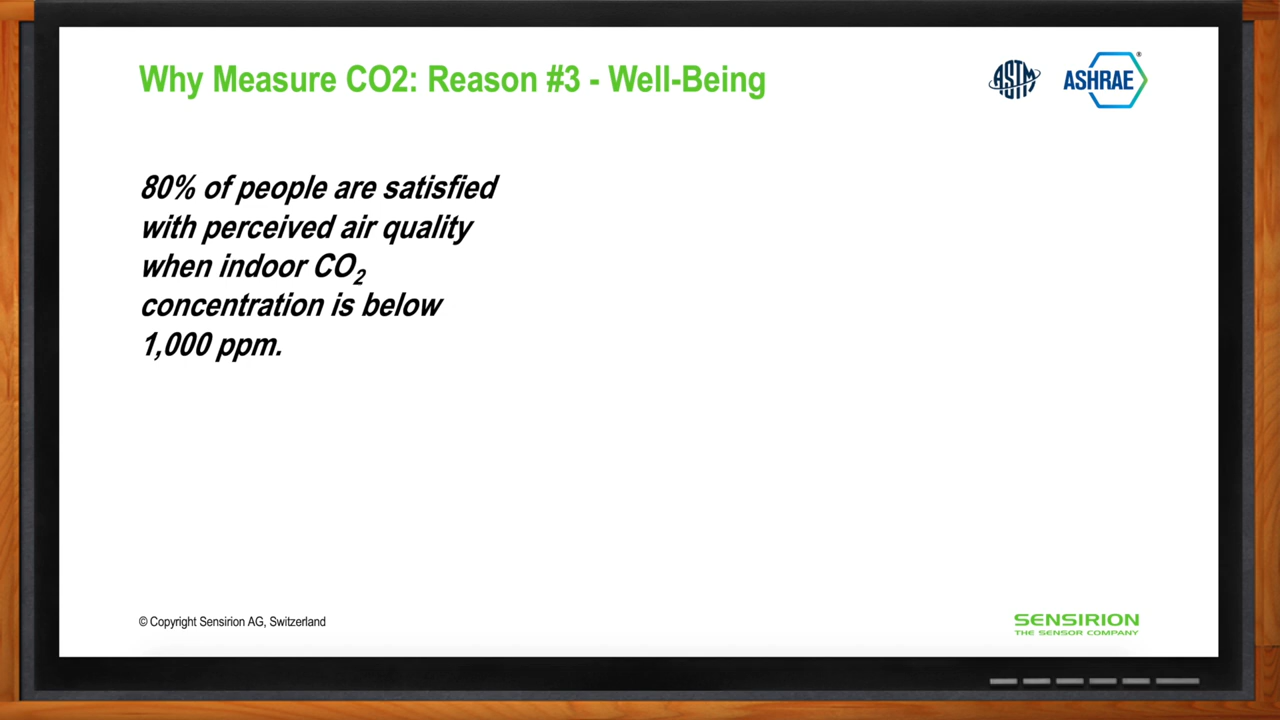 Why Measure CO2: Reason #3 - Well-Being
ASTM
ASHRAE®
80% of people are satisfied
with perceived air quality
when indoor CO₂
concentration is below
1,000 ppm.
© Copyright Sensirion AG, Switzerland
SENSIRION
THE SENSOR COMPANY